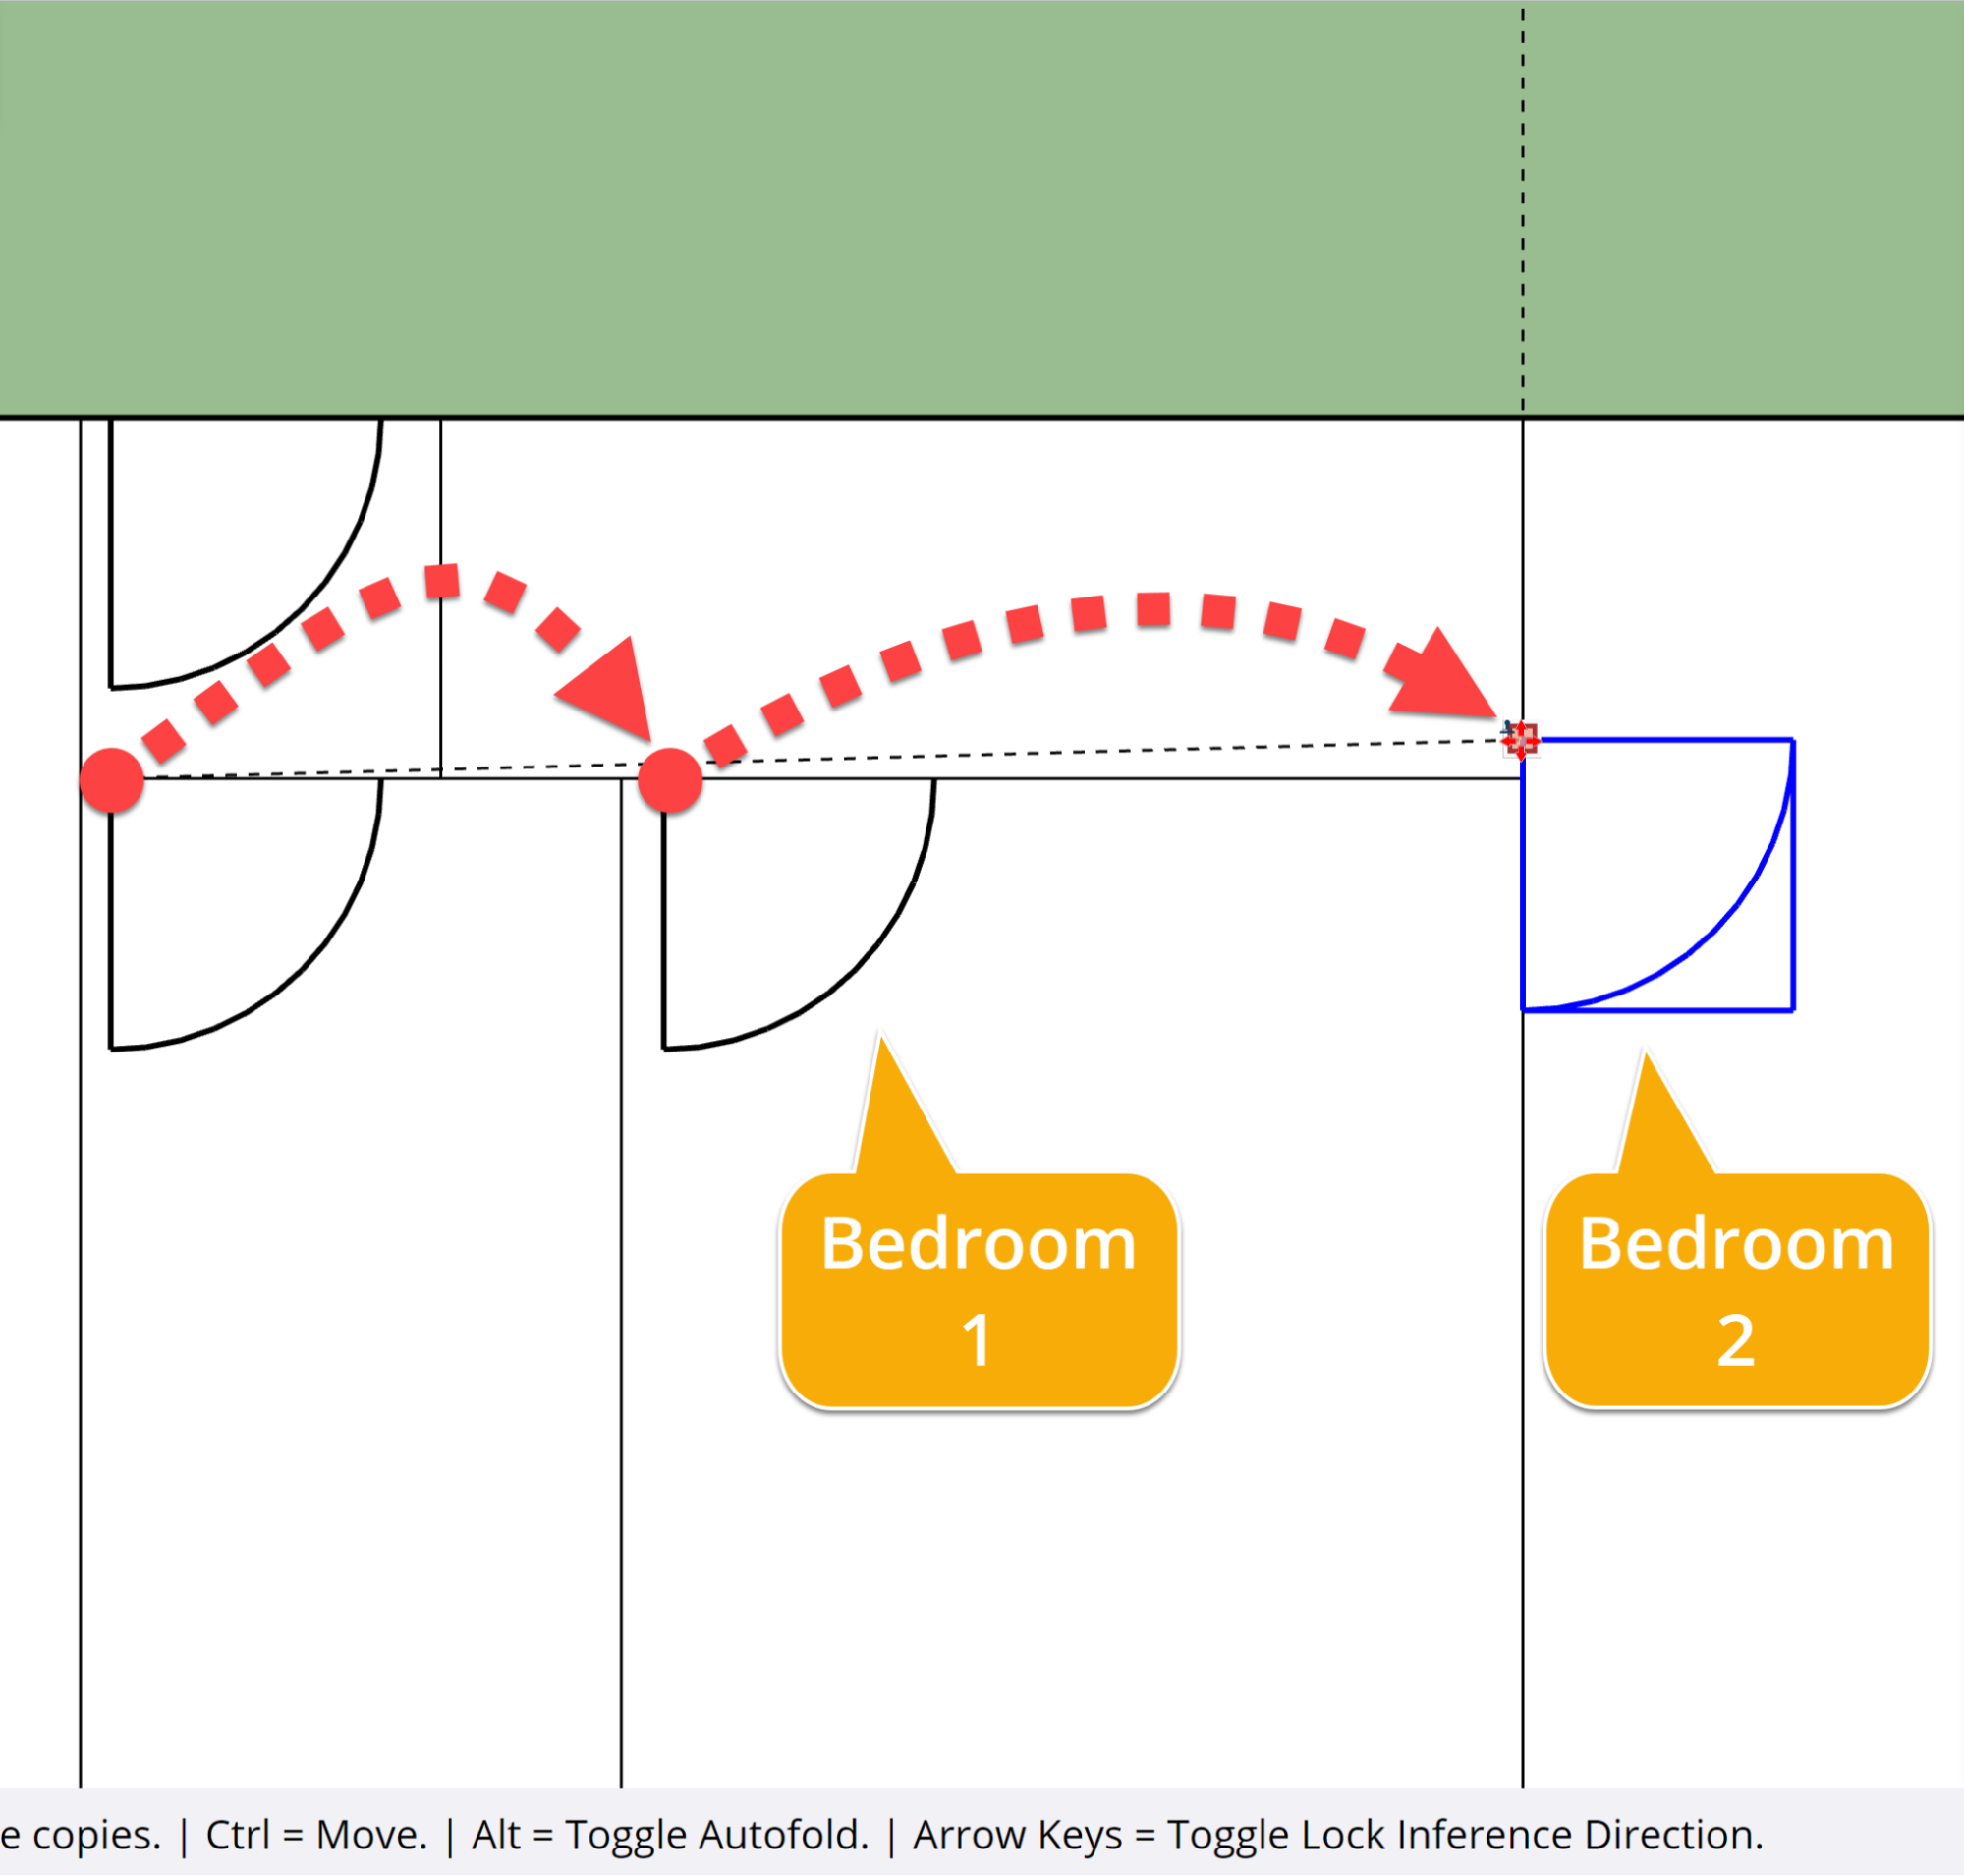 Bedroom
1
Bedroom
2
e copies. | Ctrl = Move. | Alt = Toggle Autofold. | Arrow Keys = Toggle Lock Inference Direction.